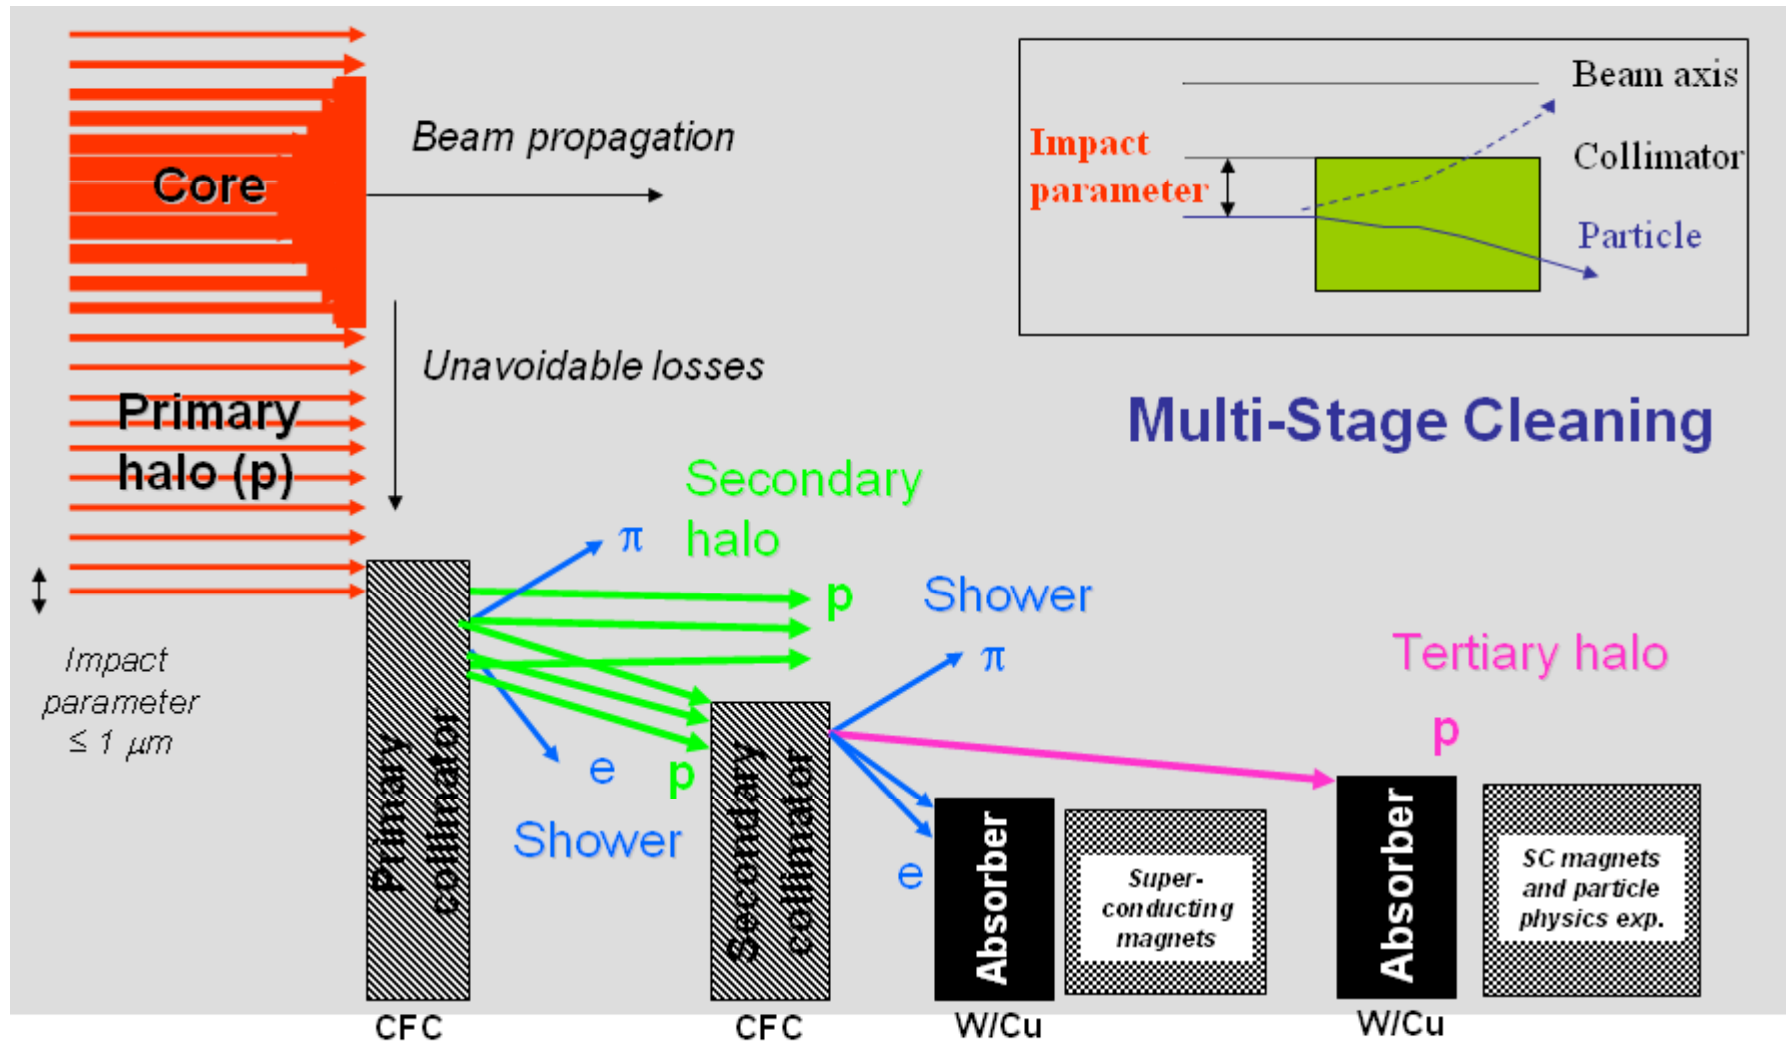 Beam axis
Collimator
Impact
parameter
Particle
Beam propagation
Core
Unavoidable losses
Multi-Stage Cleaning
Primary
halo (p)
Secondary
halo
π
p
Shower
π
Tertiary halo
p
Impact
parameter
≤ 1 μm
e
p
Shower
e
Primary
collimator
Secondary
collimator
Absorber
Super-
conducting
magnets
Absorber
SC magnets
and particle
physics exp.
CFC
CFC
W/Cu
W/Cu